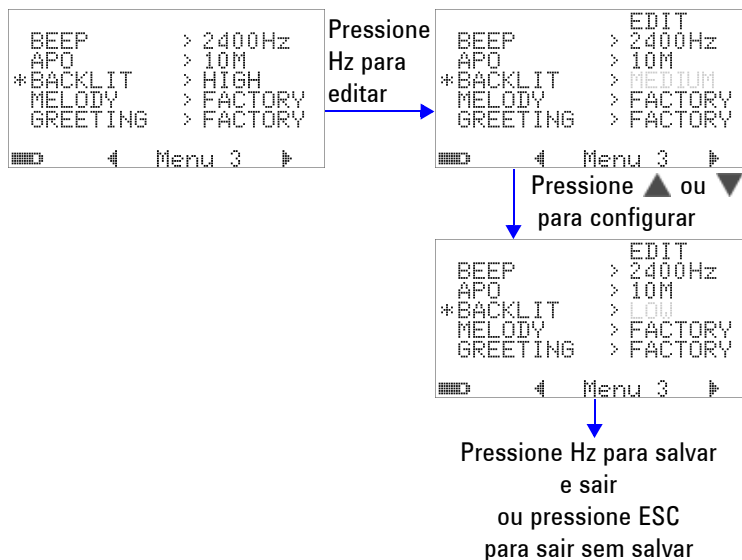 BEEP > 2400Hz
APO > 10M
*BACKLIT > HIGH
MELODY > FACTORY
GREETING > FACTORY
Menu 3
Pressione
Hz para
editar
EDIT
BEEP > 2400Hz
APO > 10M
*BACKLIT > MEDIUM
MELODY > FACTORY
GREETING > FACTORY
Menu 3
Pressione ▲ ou ▼
para configurar
EDIT
BEEP > 2400Hz
APO > 10M
*BACKLIT > LOW
MELODY > FACTORY
GREETING > FACTORY
Menu 3
Pressione Hz para salvar
e sair
ou pressione ESC
para sair sem salvar